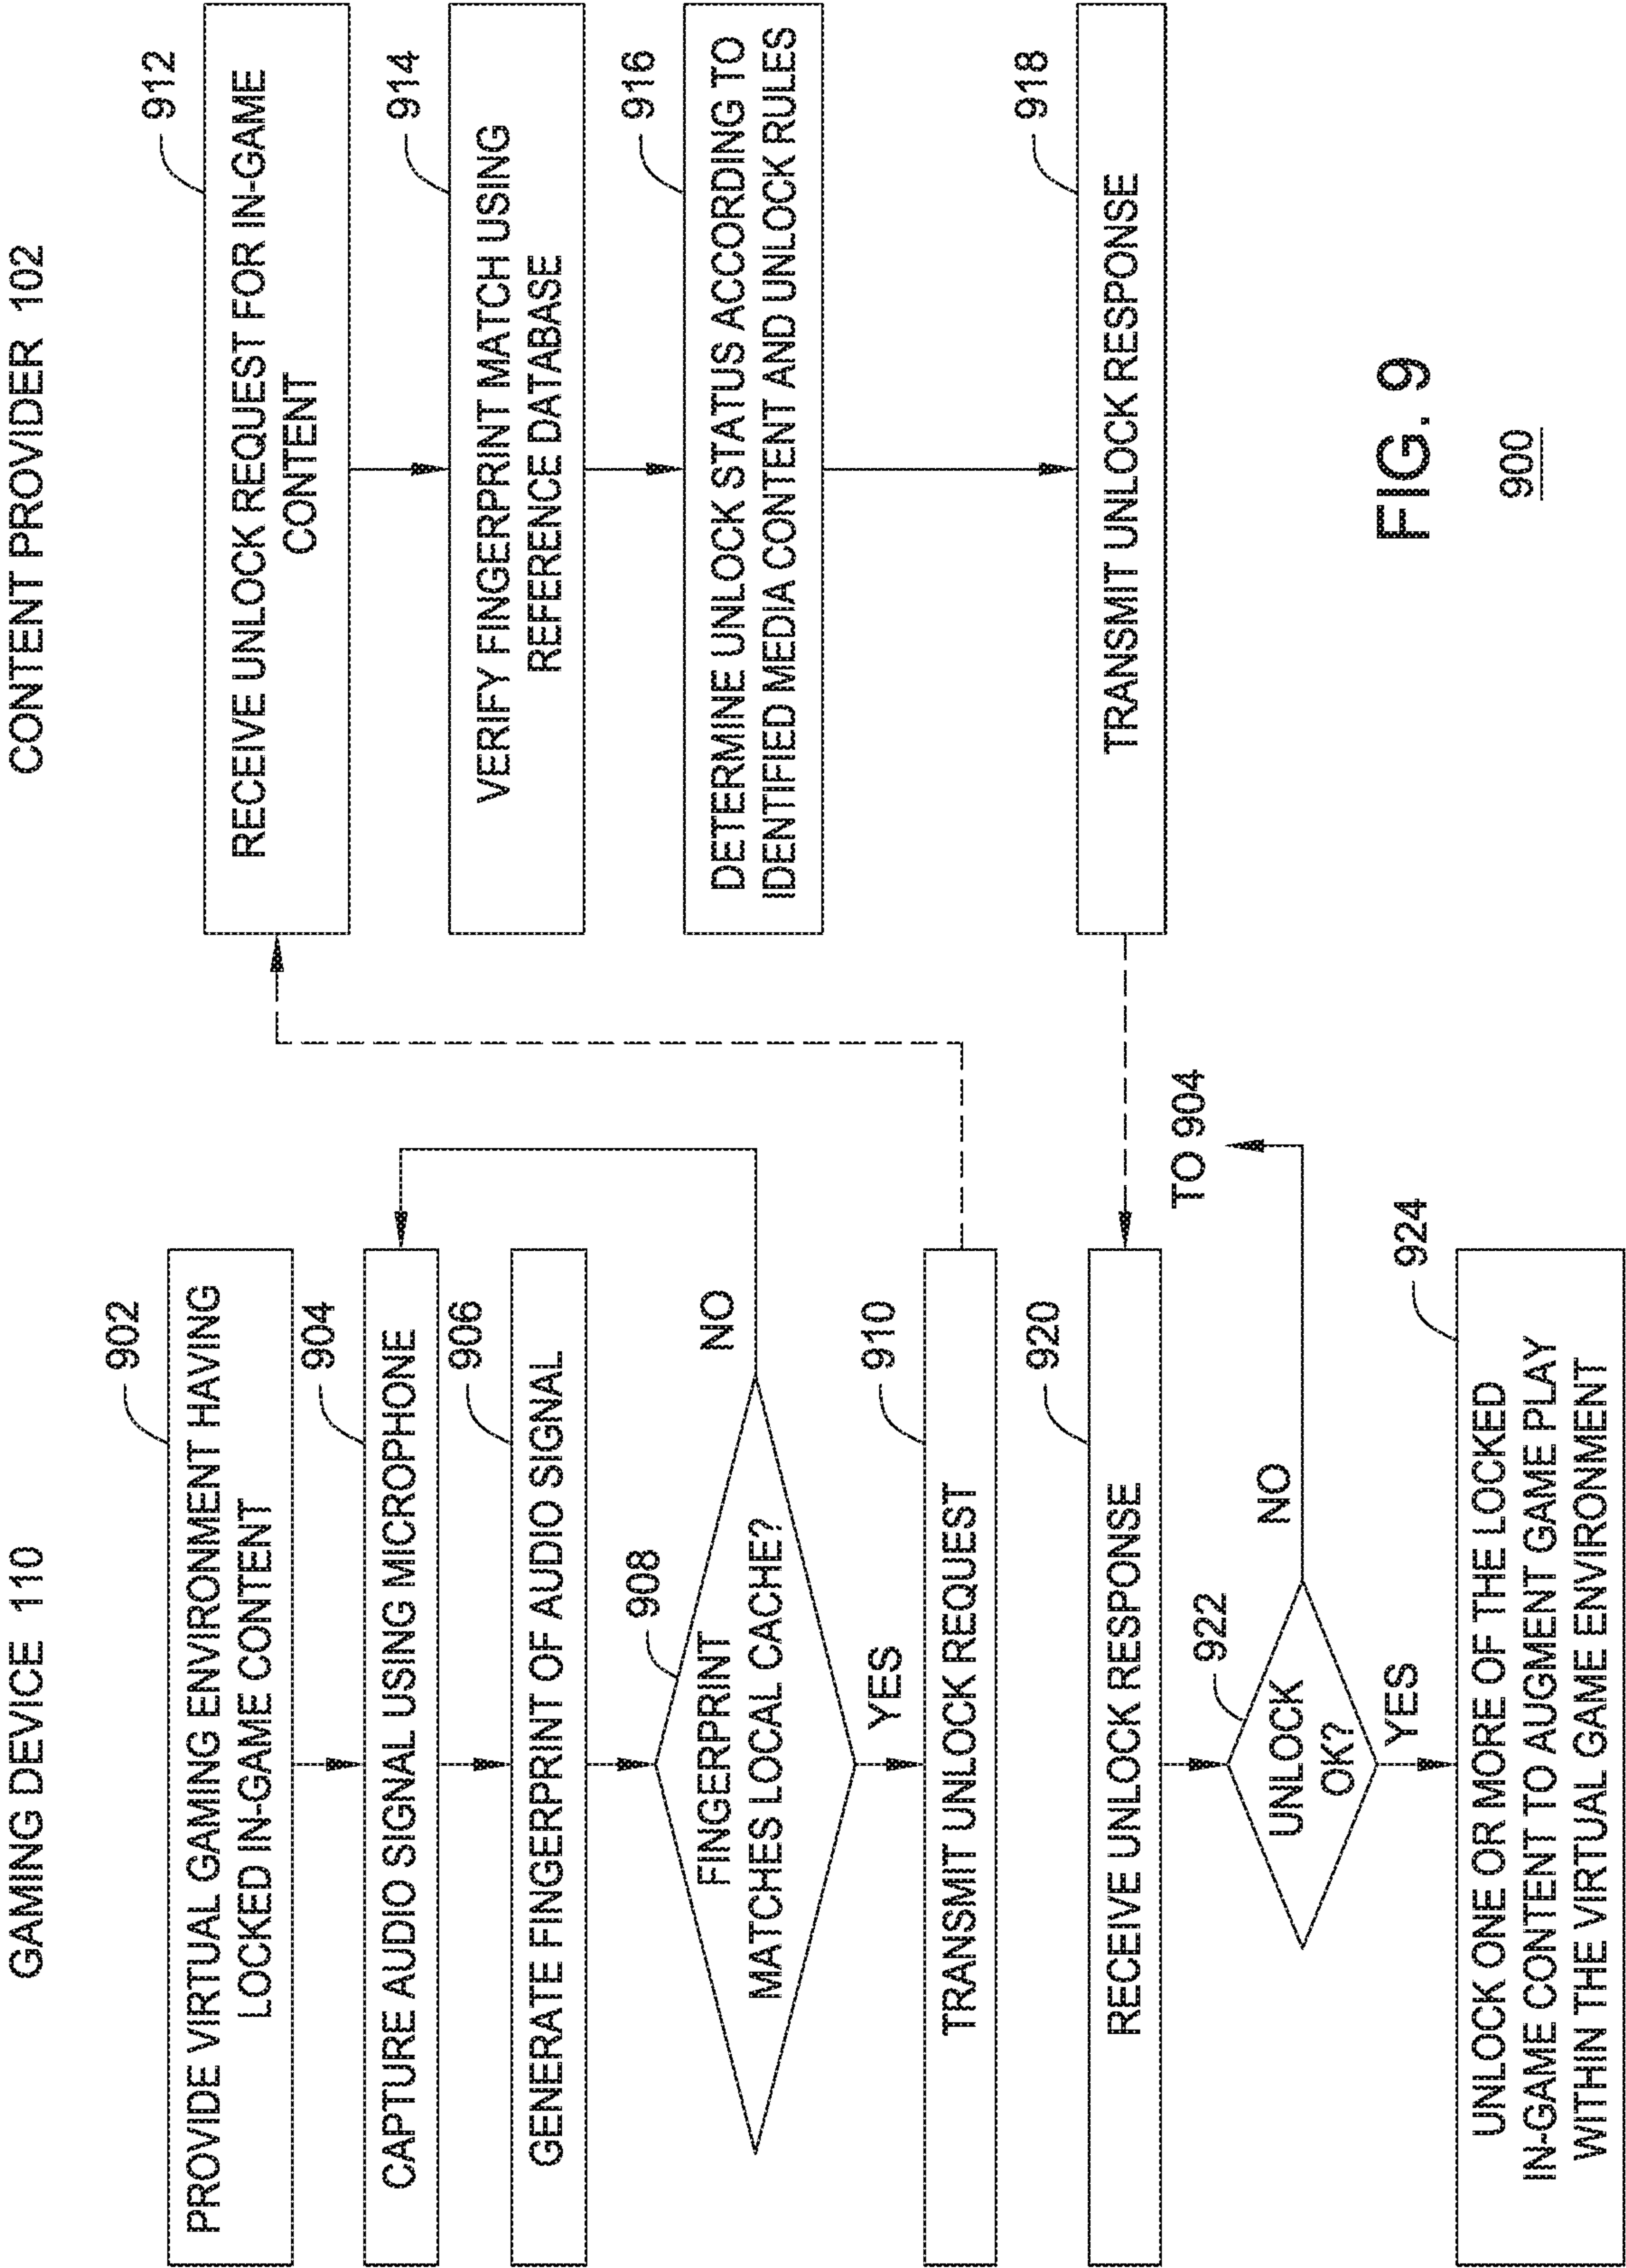 GAMING DEVICE 110
902
PROVIDE VIRTUAL GAMING ENVIRONMENT HAVING
LOCKED IN-GAME CONTENT
904
CAPTURE AUDIO SIGNAL USING MICROPHONE
906
GENERATE FINGERPRINT OF AUDIO SIGNAL
908
FINGERPRINT
MATCHES LOCAL CACHE?
NO
YES
910
TRANSMIT UNLOCK REQUEST
920
RECEIVE UNLOCK RESPONSE
922
UNLOCK
OK?
NO
TO 904
YES
924
UNLOCK ONE OR MORE OF THE LOCKED
IN-GAME CONTENT TO AUGMENT GAME PLAY
WITHIN THE VIRTUAL GAME ENVIRONMENT
CONTENT PROVIDER 102
912
RECEIVE UNLOCK REQUEST FOR IN-GAME
CONTENT
914
VERIFY FINGERPRINT MATCH USING
REFERENCE DATABASE
916
DETERMINE UNLOCK STATUS ACCORDING TO
IDENTIFIED MEDIA CONTENT AND UNLOCK RULES
918
TRANSMIT UNLOCK RESPONSE
FIG. 9
900